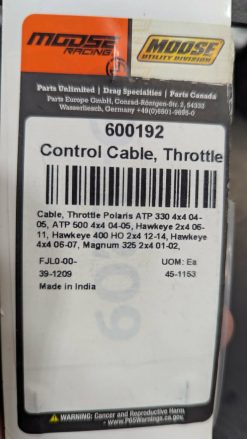 MOOSE
RACING
MOOSE
UTILITY DIVISION
Parts Unlimited | Drag Specialties | Parts Canada
Parts Europe GmbH, Conrad-Röntgen-Str. 2, 54332
Wasserliesch, Germany +49(0)6501-9695-0
600192
Control Cable, Throttle
Cable, Throttle Polaris ATP 330 4x4 04-
05, ATP 500 4x4 04-05, Hawkeye 2x4 06-
11, Hawkeye 400 HO 2x4 12-14, Hawkeye
4x4 06-07, Magnum 325 2x4 01-02,
FJL0-00- UOM: Ea
39-1209 45-1153
Made in India
WARNING: Cancer and Reproductive Harm
www.P65Warnings.ca.gov